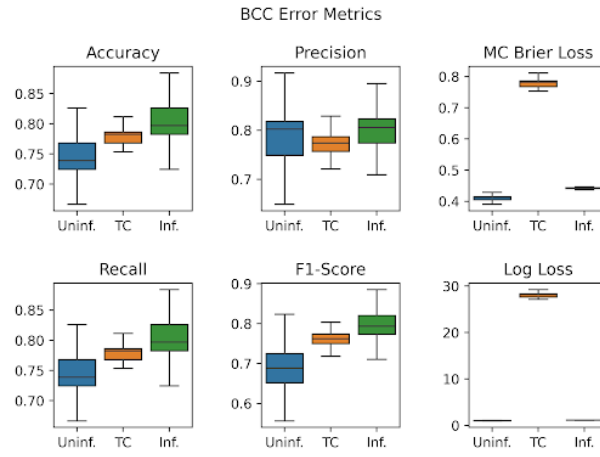 BCC Error Metrics
Accuracy Precision MC Brier Loss
0.85
0.80
0.75
0.70
Uninf. TC Inf.
0.9
0.8
0.7
Uninf. TC Inf.
0.8
0.7
0.6
0.5
0.4
Uninf. TC Inf.
Recall F1-Score Log Loss
0.85
0.80
0.75
0.70
Uninf. TC Inf.
0.9
0.8
0.7
0.6
Uninf. TC Inf.
30
20
10
0
Uninf. TC Inf.